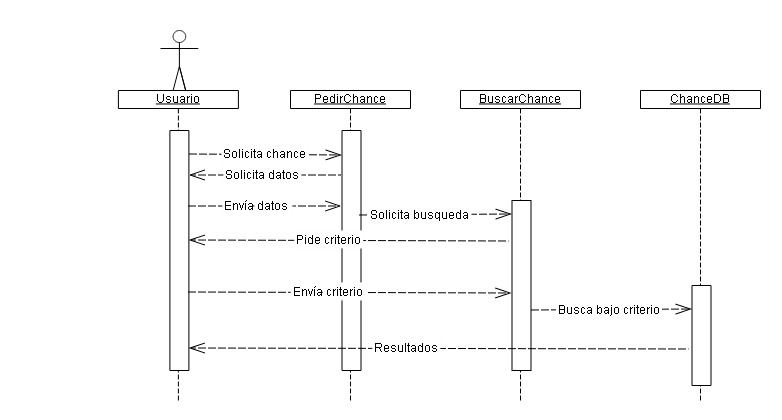 Usuario
PedirChance
BuscarChance
ChanceDB
Solicita chance
Solicita datos
Envía datos
Solicita busqueda
Pide criterio
Envía criterio
Busca bajo criterio
Resultados